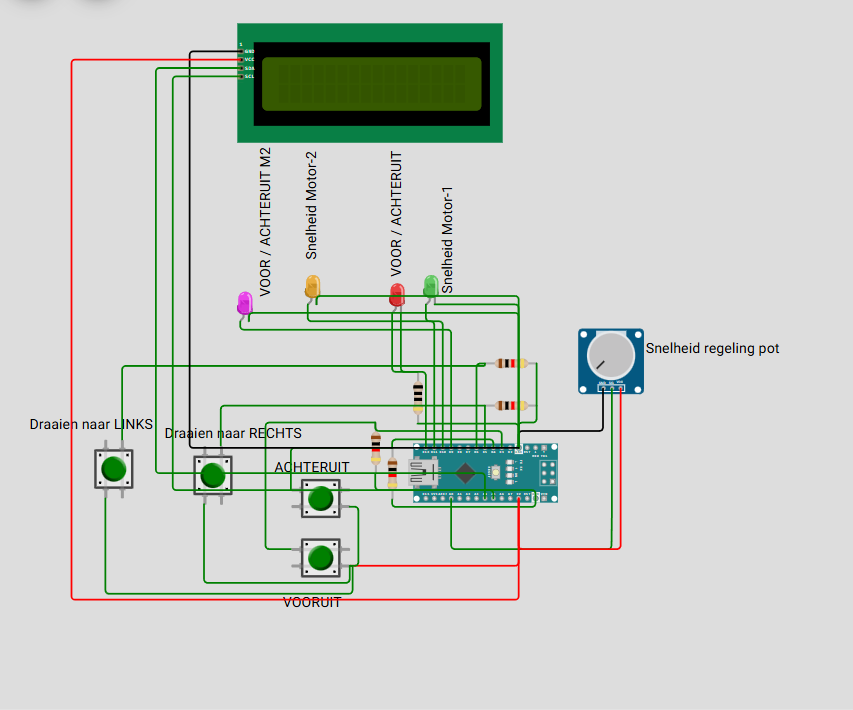 1
GND
VCC
SDA
SCL
VOOR / ACHTERUIT M2
Snelheid Motor-2
VOOR / ACHTERUIT
Snelheid Motor-1
Snelheid regeling pot
Draaien naar LINKS
Draaien naar RECHTS
ACHTERUIT
VOORUIT